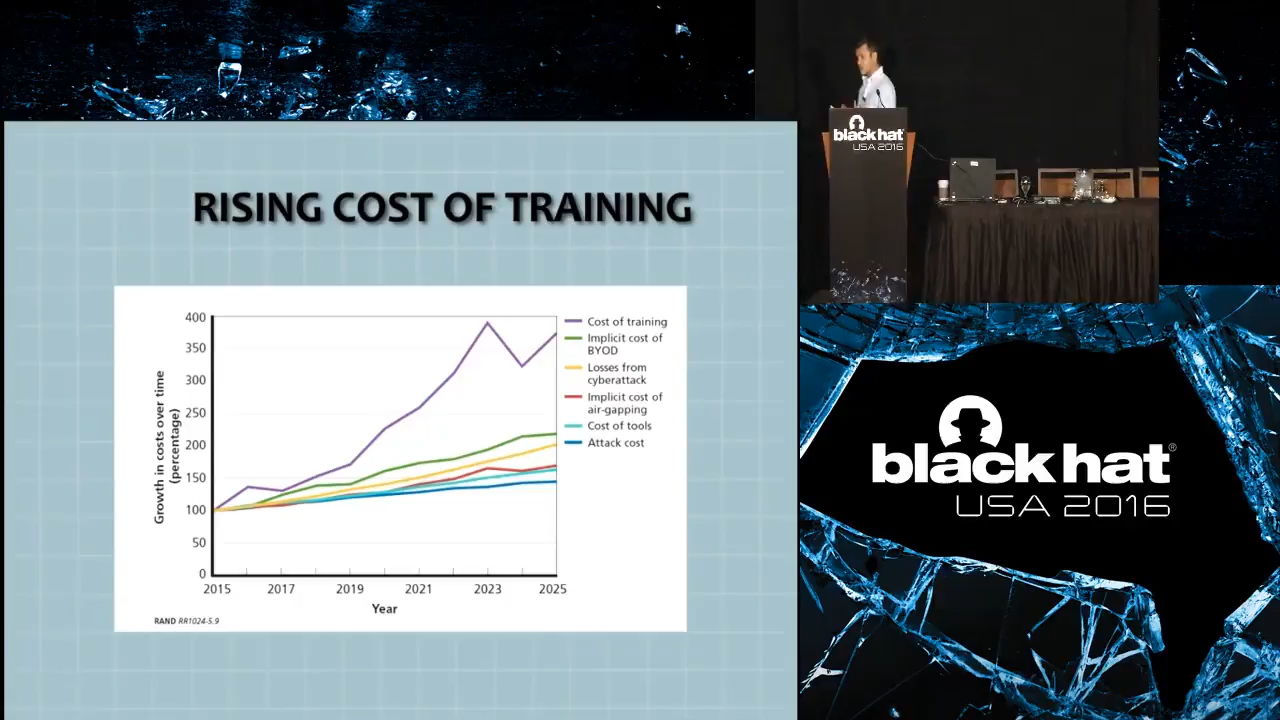 RISING COST OF TRAINING
400
350
300
250
200
150
100
50
0
Growth in costs over time
(percentage)
2015
2017
2019
2021
2023
2025
Year
Cost of training
Implicit cost of
BYOD
Losses from
cyberattack
Implicit cost of
air-gapping
Cost of tools
Attack cost
RAND RR1024-5.9
black hat
USA 2016
black hat®
USA 2016